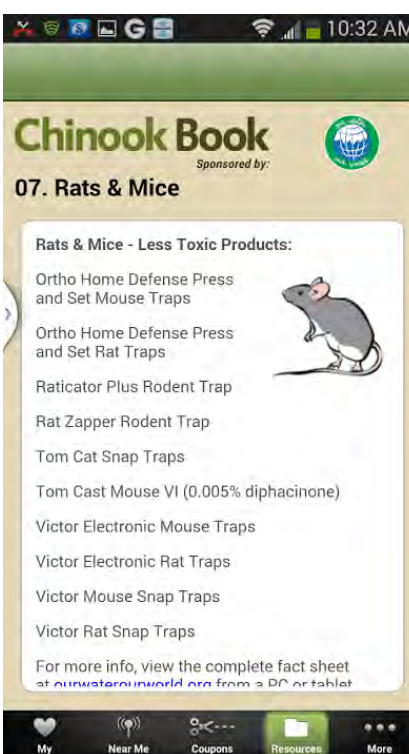 10:32 AM
Chinook Book
Sponsored by:
07. Rats & Mice
Rats & Mice - Less Toxic Products:
Ortho Home Defense Press
and Set Mouse Traps
Ortho Home Defense Press
and Set Rat Traps
Raticator Plus Rodent Trap
Rat Zapper Rodent Trap
Tom Cat Snap Traps
Tom Cast Mouse VI (0.005% diphacinone)
Victor Electronic Mouse Traps
Victor Electronic Rat Traps
Victor Mouse Snap Traps
Victor Rat Snap Traps
For more info, view the complete fact sheet
at ourwaterourworld.org from a PC or tablet
My Near Me Coupons Resources More